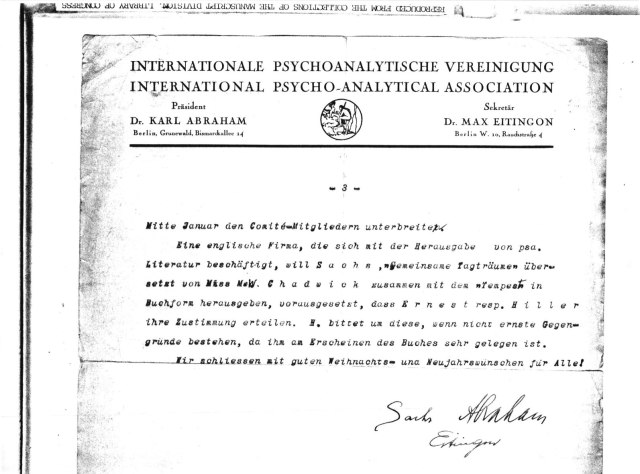 REPRODUCED FROM THE COLLECTIONS OF THE MANUSCRIPT DIVISION, LIBRARY OF CONGRESS
INTERNATIONALE PSYCHOANALYTISCHE VEREINIGUNG
INTERNATIONAL PSYCHO-ANALYTICAL ASSOCIATION
Präsident Sekretär
Dr. KARL ABRAHAM Dr. MAX EITINGON
Berlin, Grunewald, Bismarckallee 14 Berlin W. 10, Rauchstraße 4
- 3 -
Mitte Januar den Comité-Mitgliedern unterbreitet.
Eine englische Firma, die sich mit der Herausgabe von psa.
Literatur beschäftigt, will S a c h s , "Gemeinsame Tagträume" über-
setzt von Miss C h a d w i c k zusammen mit dem "Tempest" in
Buchform herausgeben, vorausgesetzt, dass E r n e s t resp. H i l l e r
ihre Zustimmung erteilen. H. bittet um diese, wenn nicht ernste Gegen-
gründe bestehen, da ihm am Erscheinen des Buches sehr gelegen ist.
Wir schliessen mit guten Weihnachts- und Neujahrswünschen für Alle!
Sachs Abraham
Eitingon